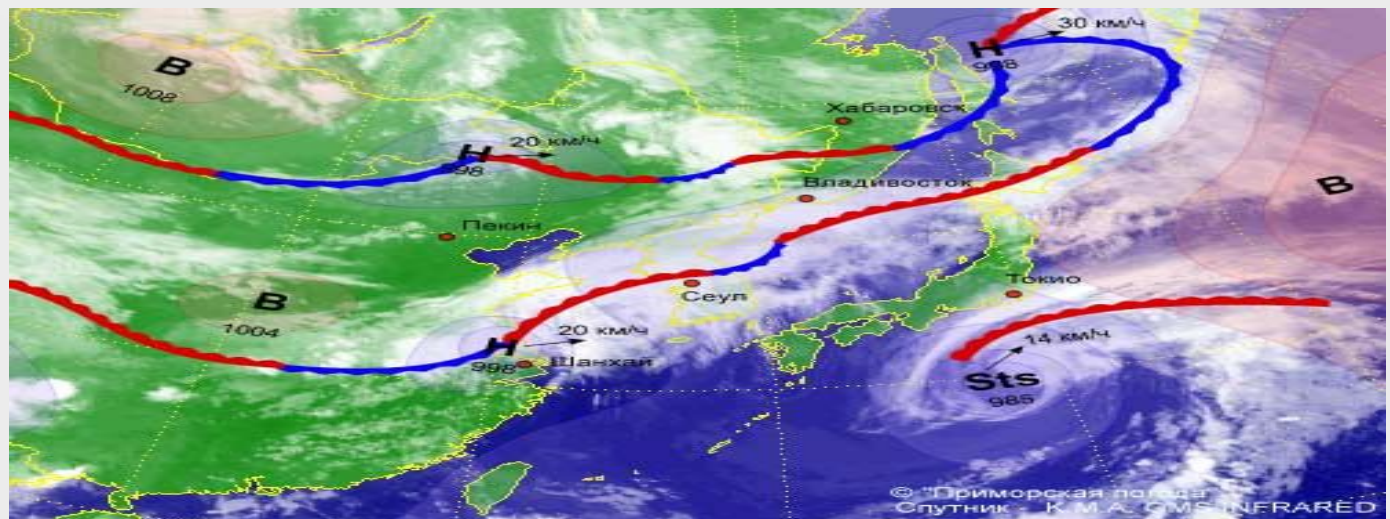 30 км/ч
Н
998
В
1008
Хабаровск
20 км/ч
Н
998
Владивосток
В
Пекин
Токио
Сеул
В
1004
20 км/ч
Н
998
Шанхай
14 км/ч
Sts
985
© "Приморская погода"
Спутник - K.M.A. GMS INFRARED